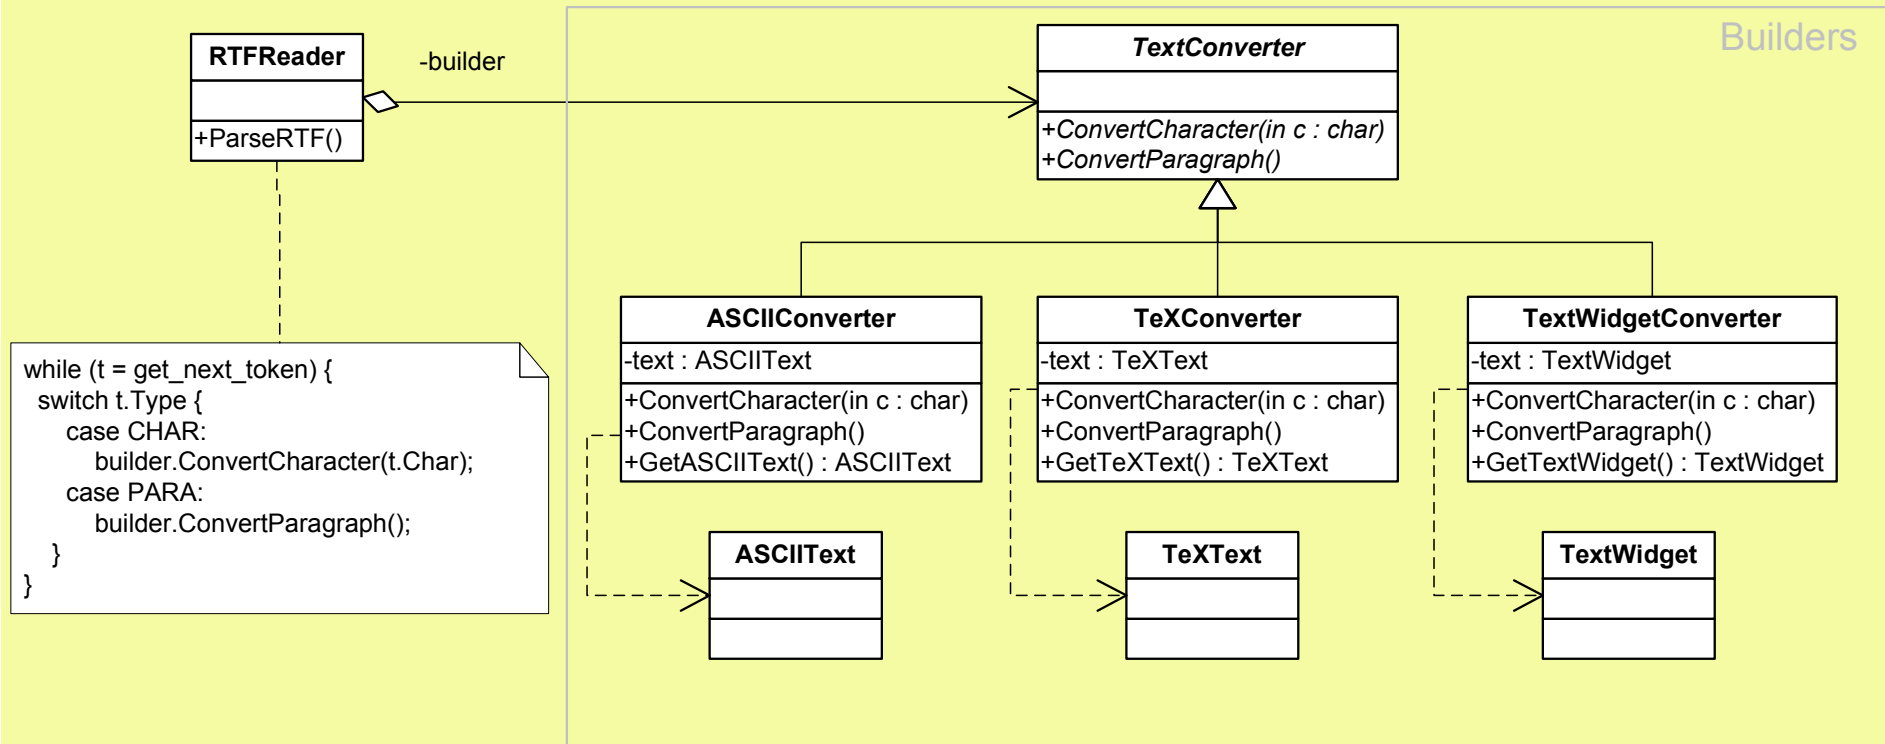 Builders
RTFReader
+ParseRTF()
-builder
TextConverter
+ConvertCharacter(in c : char)
+ConvertParagraph()
ASCIIConverter
-text : ASCIIText
+ConvertCharacter(in c : char)
+ConvertParagraph()
+GetASCIIText() : ASCIIText
TeXConverter
-text : TeXText
+ConvertCharacter(in c : char)
+ConvertParagraph()
+GetTeXText() : TeXText
TextWidgetConverter
-text : TextWidget
+ConvertCharacter(in c : char)
+ConvertParagraph()
+GetTextWidget() : TextWidget
while (t = get_next_token) {
switch t.Type {
case CHAR:
builder.ConvertCharacter(t.Char);
case PARA:
builder.ConvertParagraph();
}
}
ASCIIText
TeXText
TextWidget